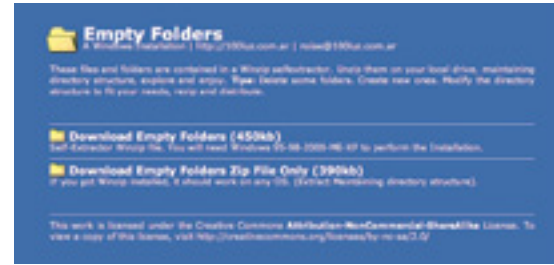 Empty Folders
A Windows Installation | http://100lux.com.ar | noise@100lux.com.ar
These files and folders are contained in a Winzip selfextractor. Unzip them on your local drive, maintaining
directory structure, explore and enjoy. Tips: Delete some folders. Create new ones. Modify the directory
structure to fit your needs, rezip and distribute.
Download Empty Folders (450kb)
Self-Extractor Winzip file. You will need Windows 95-98-2000-ME-XP to perform the Installation.
Download Empty Folders Zip File Only (390kb)
If you got Winzip installed, it should work on any OS. (Extract Maintaining directory structure).
This work is licensed under the Creative Commons Attribution-NonCommercial-ShareAlike License. To
view a copy of this license, visit http://creativecommons.org/licenses/by-nc-sa/2.0/